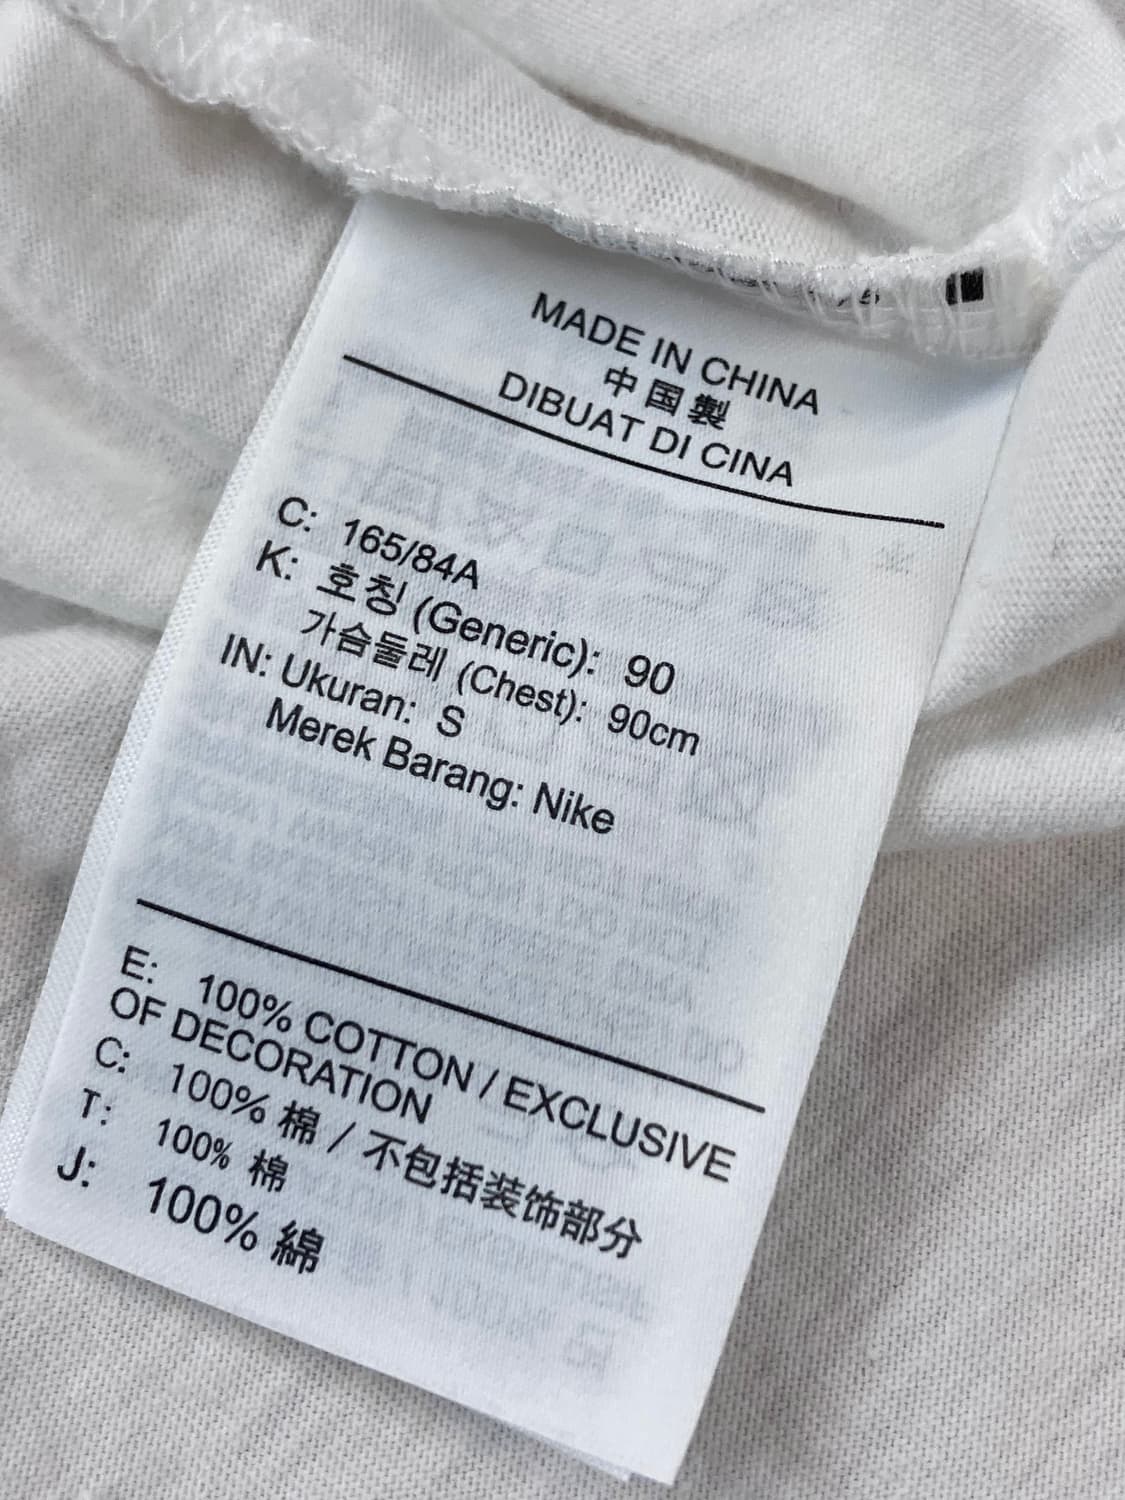 MADE IN CHINA
中国製
DIBUAT DI CINA
C: 165/84A
K: 호칭 (Generic): 90
가슴둘레 (Chest): 90cm
IN: Ukuran: S
Merek Barang: Nike
E: 100% COTTON / EXCLUSIVE
OF DECORATION
C: 100% 棉 / 不包括装饰部分
T: 100% 棉
J: 100% 綿